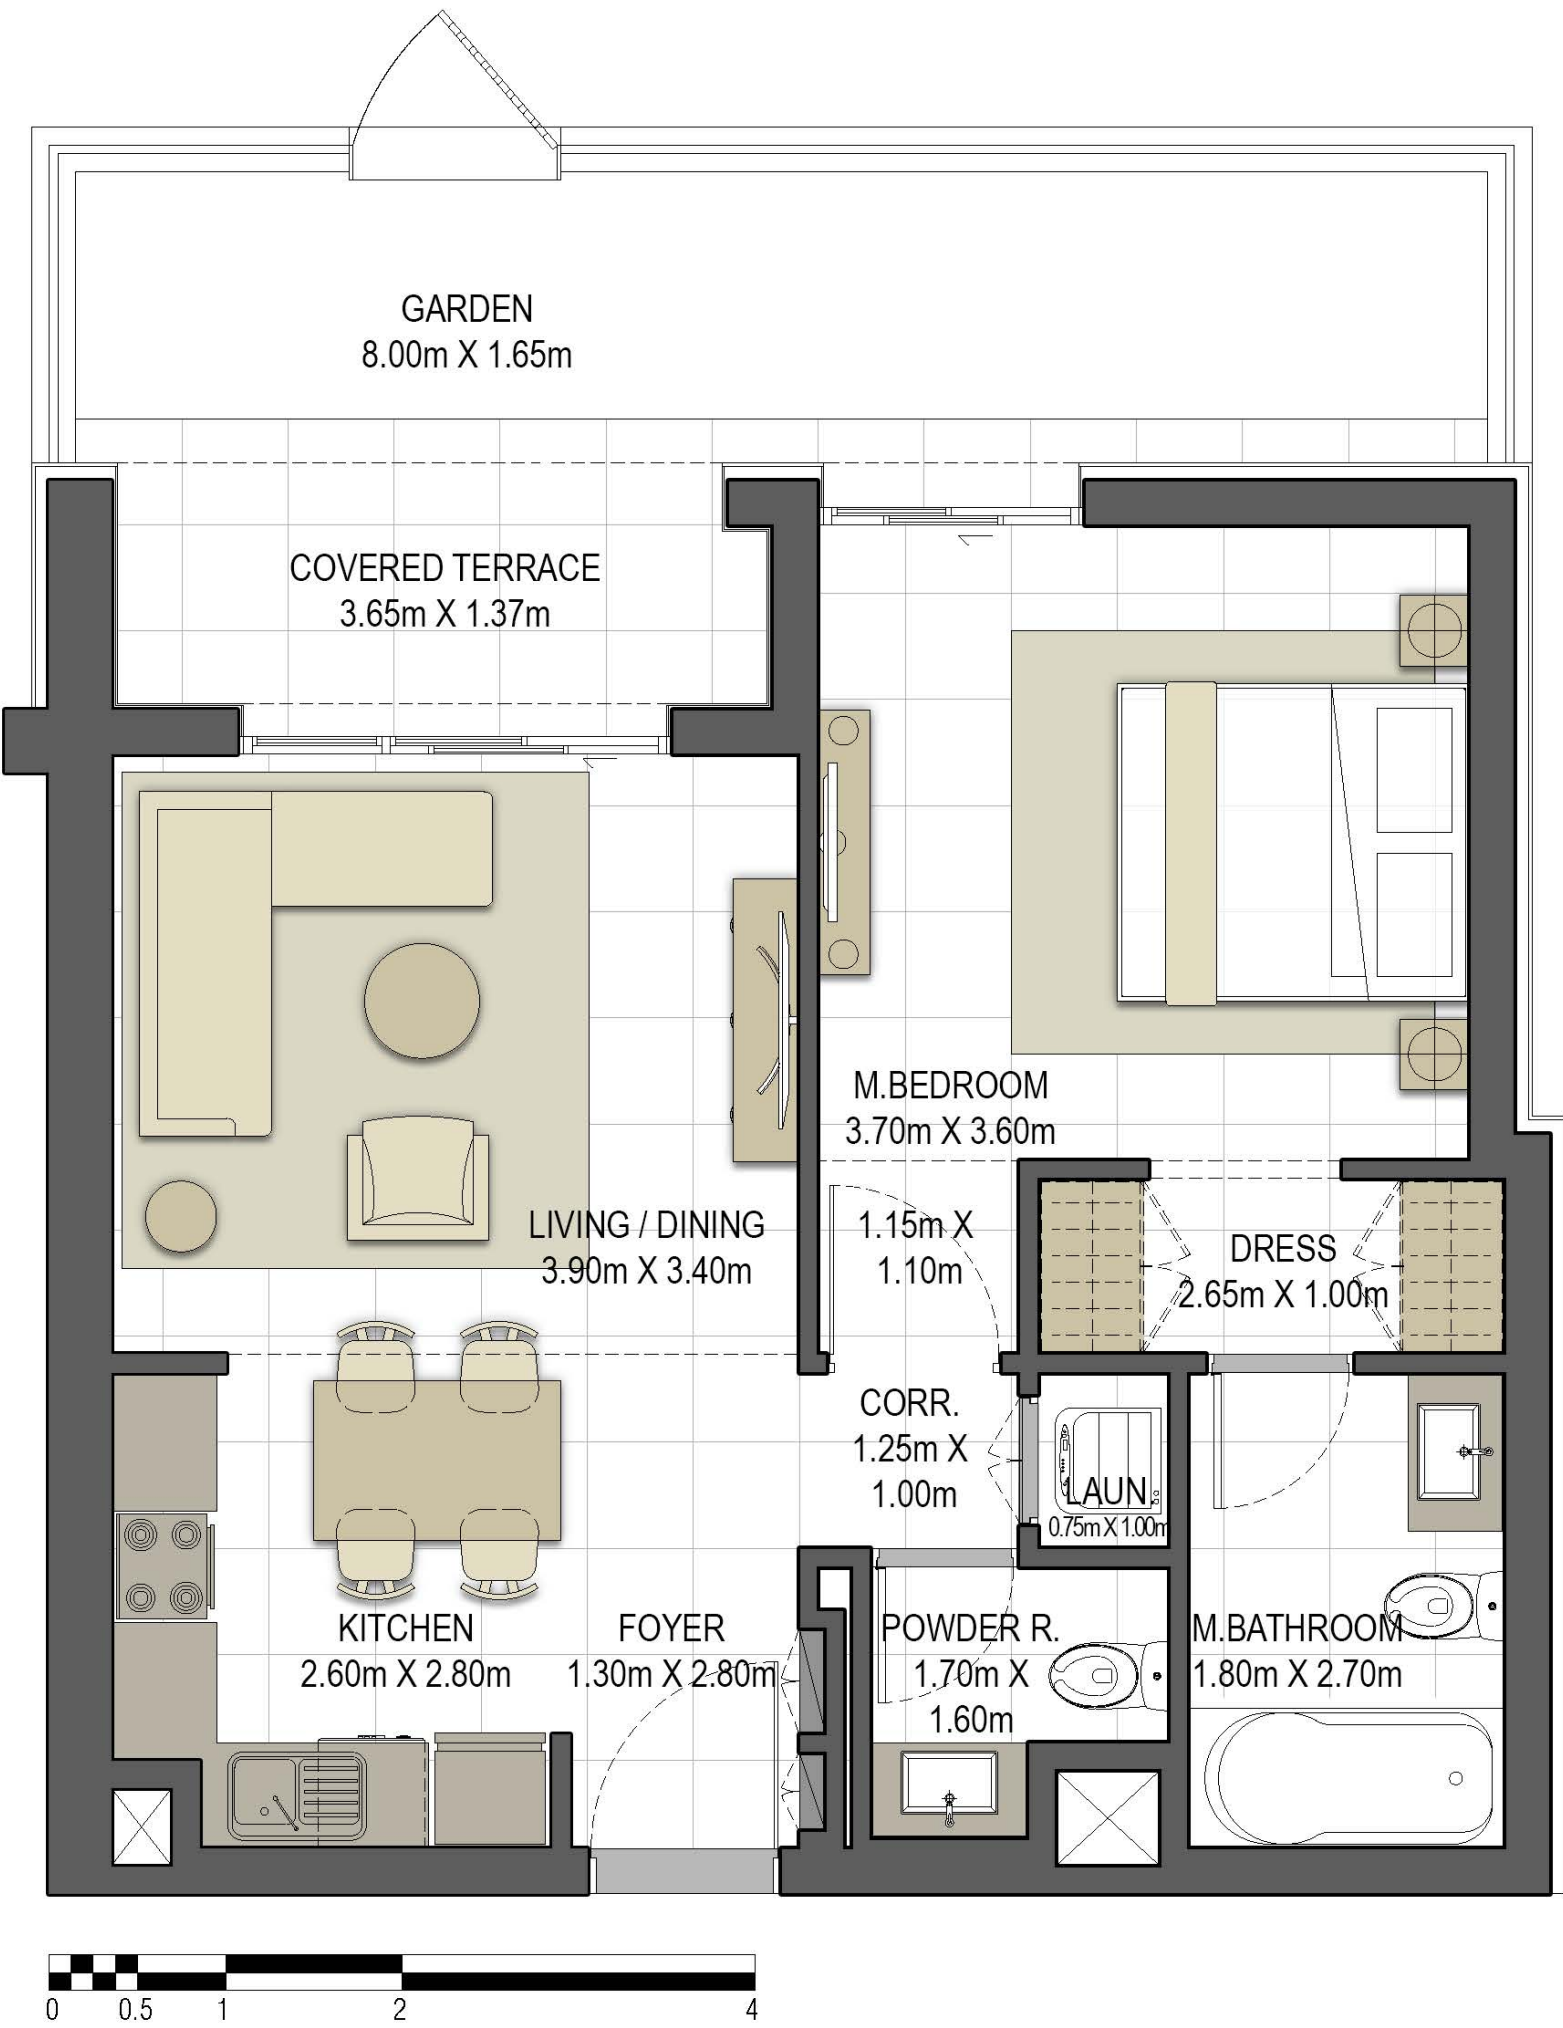 GARDEN
8.00m X 1.65m
COVERED TERRACE
3.65m X 1.37m
M.BEDROOM
3.70m X 3.60m
LIVING / DINING
3.90m X 3.40m
1.15m X
1.10m
DRESS
2.65m X 1.00m
CORR.
1.25m X
1.00m
LAUN.
0.75m X 1.00m
KITCHEN
2.60m X 2.80m
FOYER
1.30m X 2.80m
POWDER R.
1.70m X
1.60m
M.BATHROOM
1.80m X 2.70m
0 0.5 1 2 4